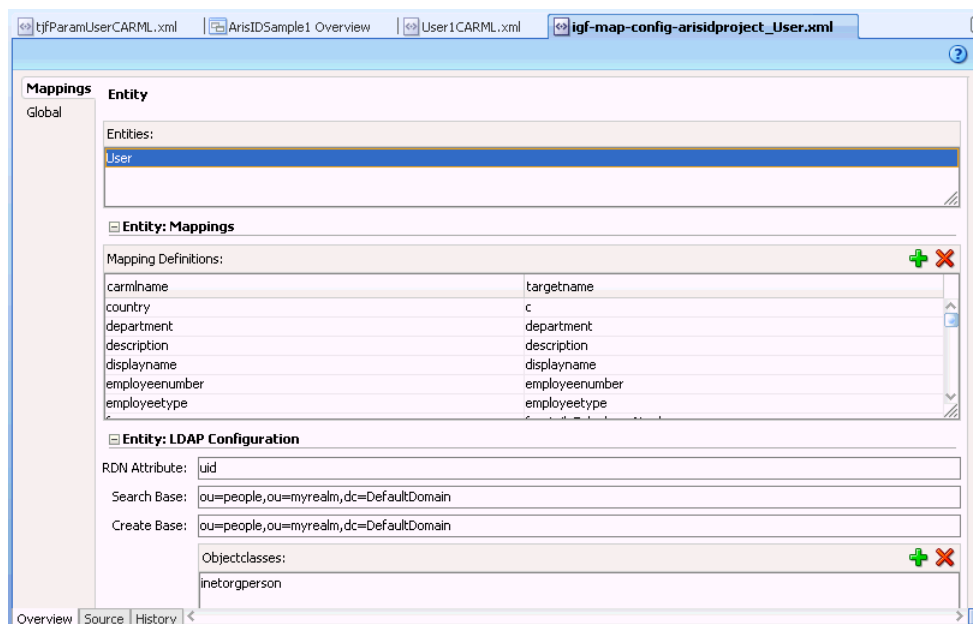 tjfParamUserCARML.xml ArisIDSample1 Overview User1CARML.xml igf-map-config-arisidproject_User.xml
Mappings
Global
Entity
Entities:
User
Entity: Mappings
Mapping Definitions:
carmlname targetname
country c
department department
description description
displayname displayname
employeenumber employeenumber
employeetype employeetype
Entity: LDAP Configuration
RDN Attribute: uid
Search Base: ou=people,ou=myrealm,dc=DefaultDomain
Create Base: ou=people,ou=myrealm,dc=DefaultDomain
Objectclasses:
inetorgperson
Overview Source History